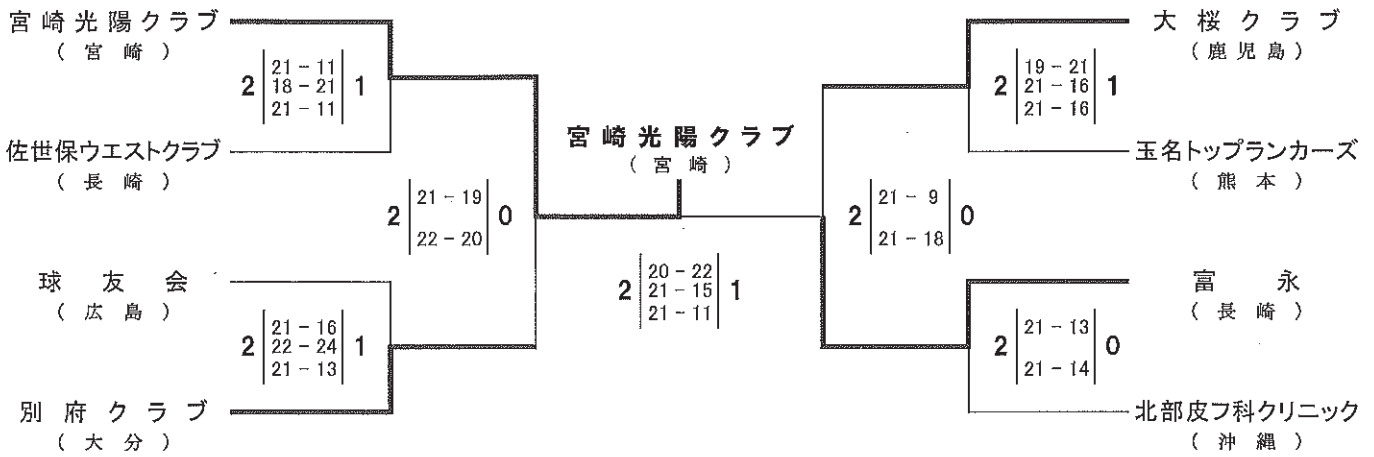 宮崎光陽クラブ
（宮崎）
2 21－11 1
18－21
21－11
佐世保ウエストクラブ
（長崎）
2 21－19 0
22－20
球友会
（広島）
2 21－16 1
22－24
21－13
別府クラブ
（大分）
宮崎光陽クラブ
（宮崎）
2 20－22 1
21－15
21－11
大桜クラブ
（鹿児島）
2 19－21 1
21－16
21－16
玉名トップランカーズ
（熊本）
2 21－9 0
21－18
富永
（長崎）
2 21－13 0
21－14
北部皮フ科クリニック
（沖縄）